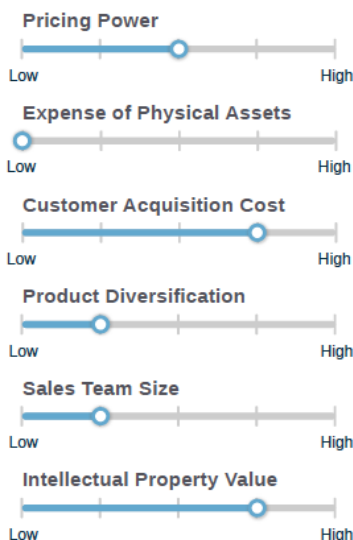 Pricing Power
Low High
Expense of Physical Assets
Low High
Customer Acquisition Cost
Low High
Product Diversification
Low High
Sales Team Size
Low High
Intellectual Property Value
Low High